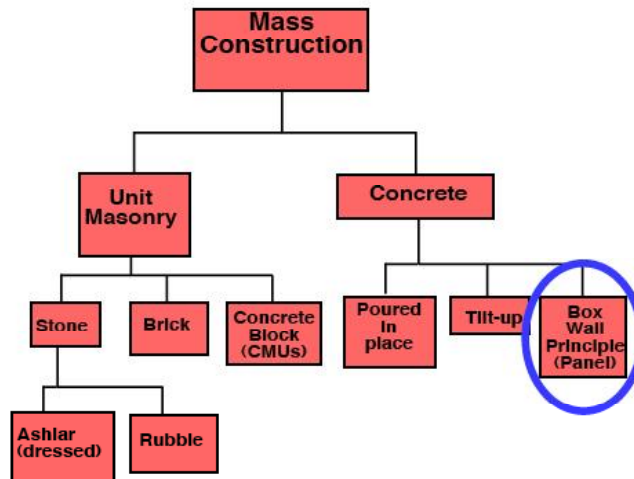 Mass
Construction
Unit
Masonry
Concrete
Stone
Brick
Concrete
Block
(CMUs)
Poured
in
place
Tilt-up
Box
Wall
Principle
(Panel)
Ashlar
(dressed)
Rubble